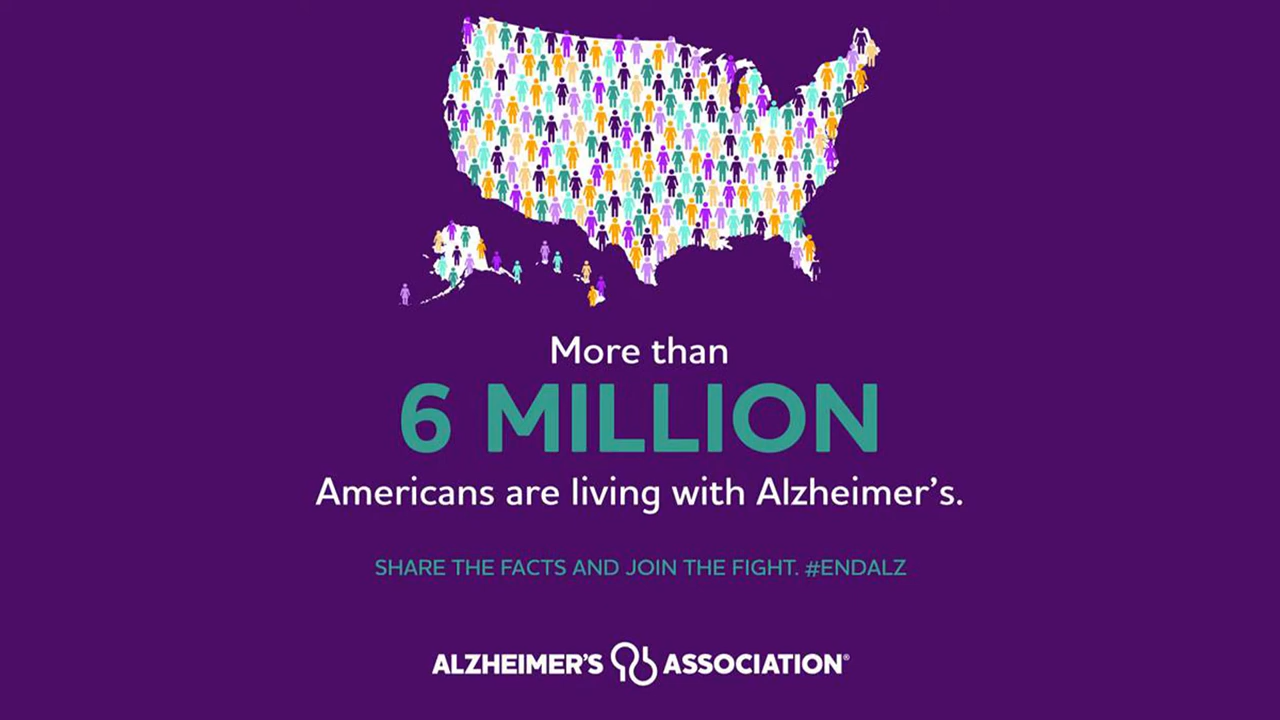 More than
6 MILLION
Americans are living with Alzheimer's.
SHARE THE FACTS AND JOIN THE FIGHT. #ENDALZ
ALZHEIMER'S ASSOCIATION®